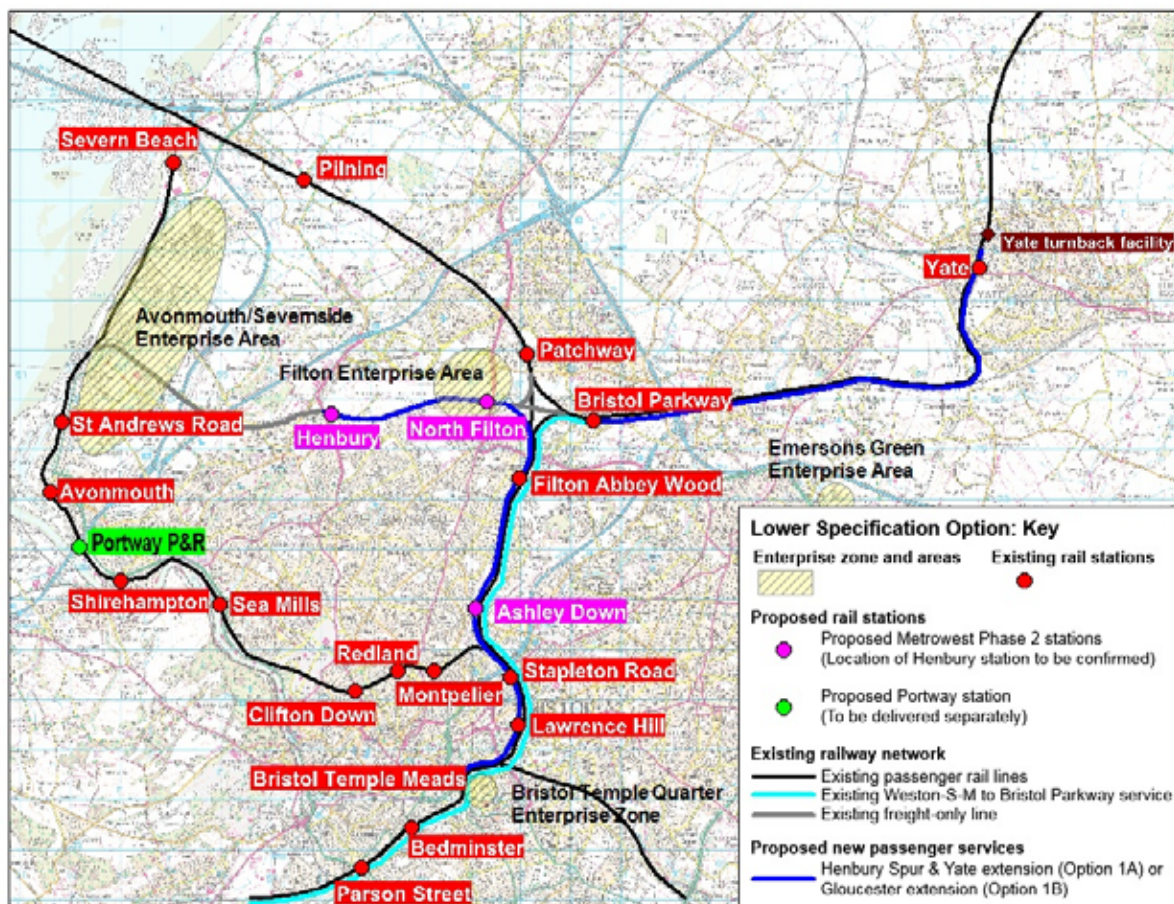 Severn Beach
Pilning
Yate turnback facility
Yate
Avonmouth/Severnside
Enterprise Area
Patchway
Filton Enterprise Area
Bristol Parkway
St Andrews Road
Henbury
North Filton
Emersons Green
Enterprise Area
Filton Abbey Wood
Avonmouth
Portway P&R
Shirehampton
Sea Mills
Ashley Down
Redland
Stapleton Road
Montpelier
Clifton Down
Lawrence Hill
Bristol Temple Meads
Bristol Temple Quarter
Enterprise Zone
Bedminster
Parson Street
Lower Specification Option: Key
Enterprise zone and areas
Existing rail stations
Proposed rail stations
Proposed Metrowest Phase 2 stations
(Location of Henbury station to be confirmed)
Proposed Portway station
(To be delivered separately)
Existing railway network
Existing passenger rail lines
Existing Weston-S-M to Bristol Parkway service
Existing freight-only line
Proposed new passenger services
Henbury Spur & Yate extension (Option 1A) or
Gloucester extension (Option 1B)